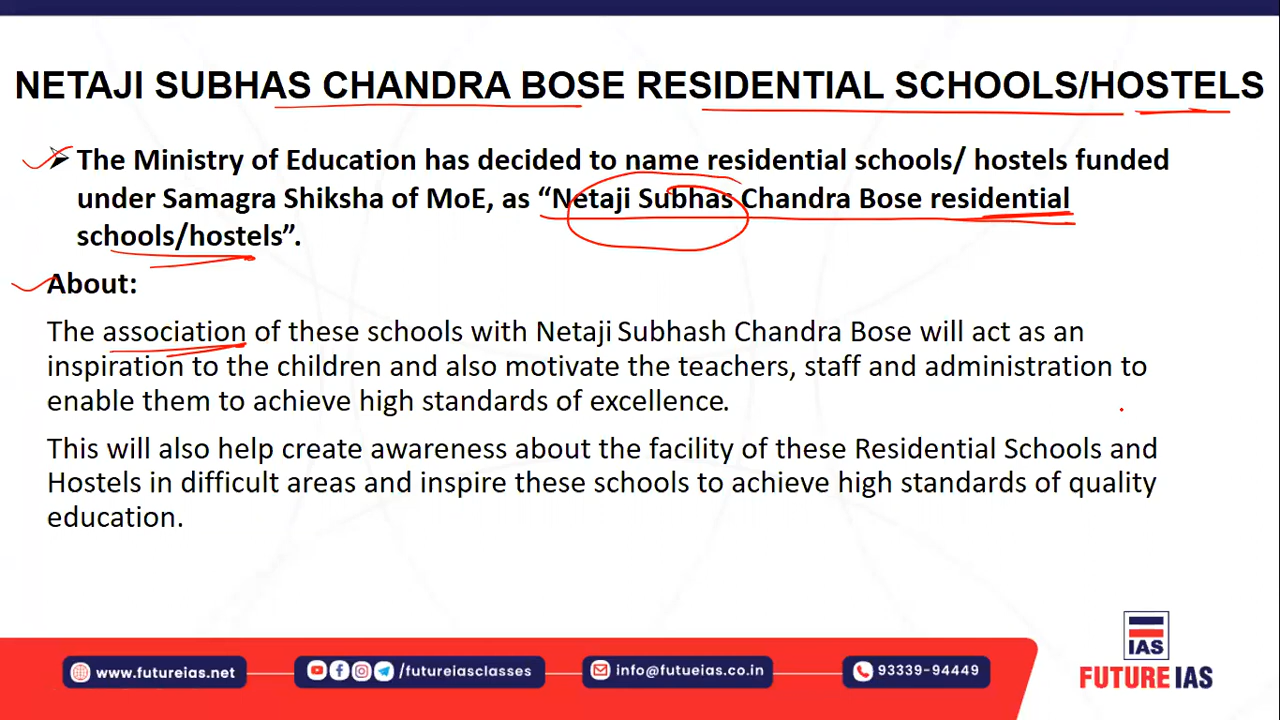 NETAJI SUBHAS CHANDRA BOSE RESIDENTIAL SCHOOLS/HOSTELS
The Ministry of Education has decided to name residential schools/ hostels funded
under Samagra Shiksha of MoE, as “Netaji Subhas Chandra Bose residential
schools/hostels”.
About:
The association of these schools with Netaji Subhash Chandra Bose will act as an
inspiration to the children and also motivate the teachers, staff and administration to
enable them to achieve high standards of excellence.
This will also help create awareness about the facility of these Residential Schools and
Hostels in difficult areas and inspire these schools to achieve high standards of quality
education.
IAS
www.futureias.net
/futureiasclasses
info@futueias.co.in
93339-94449
FUTURE IAS